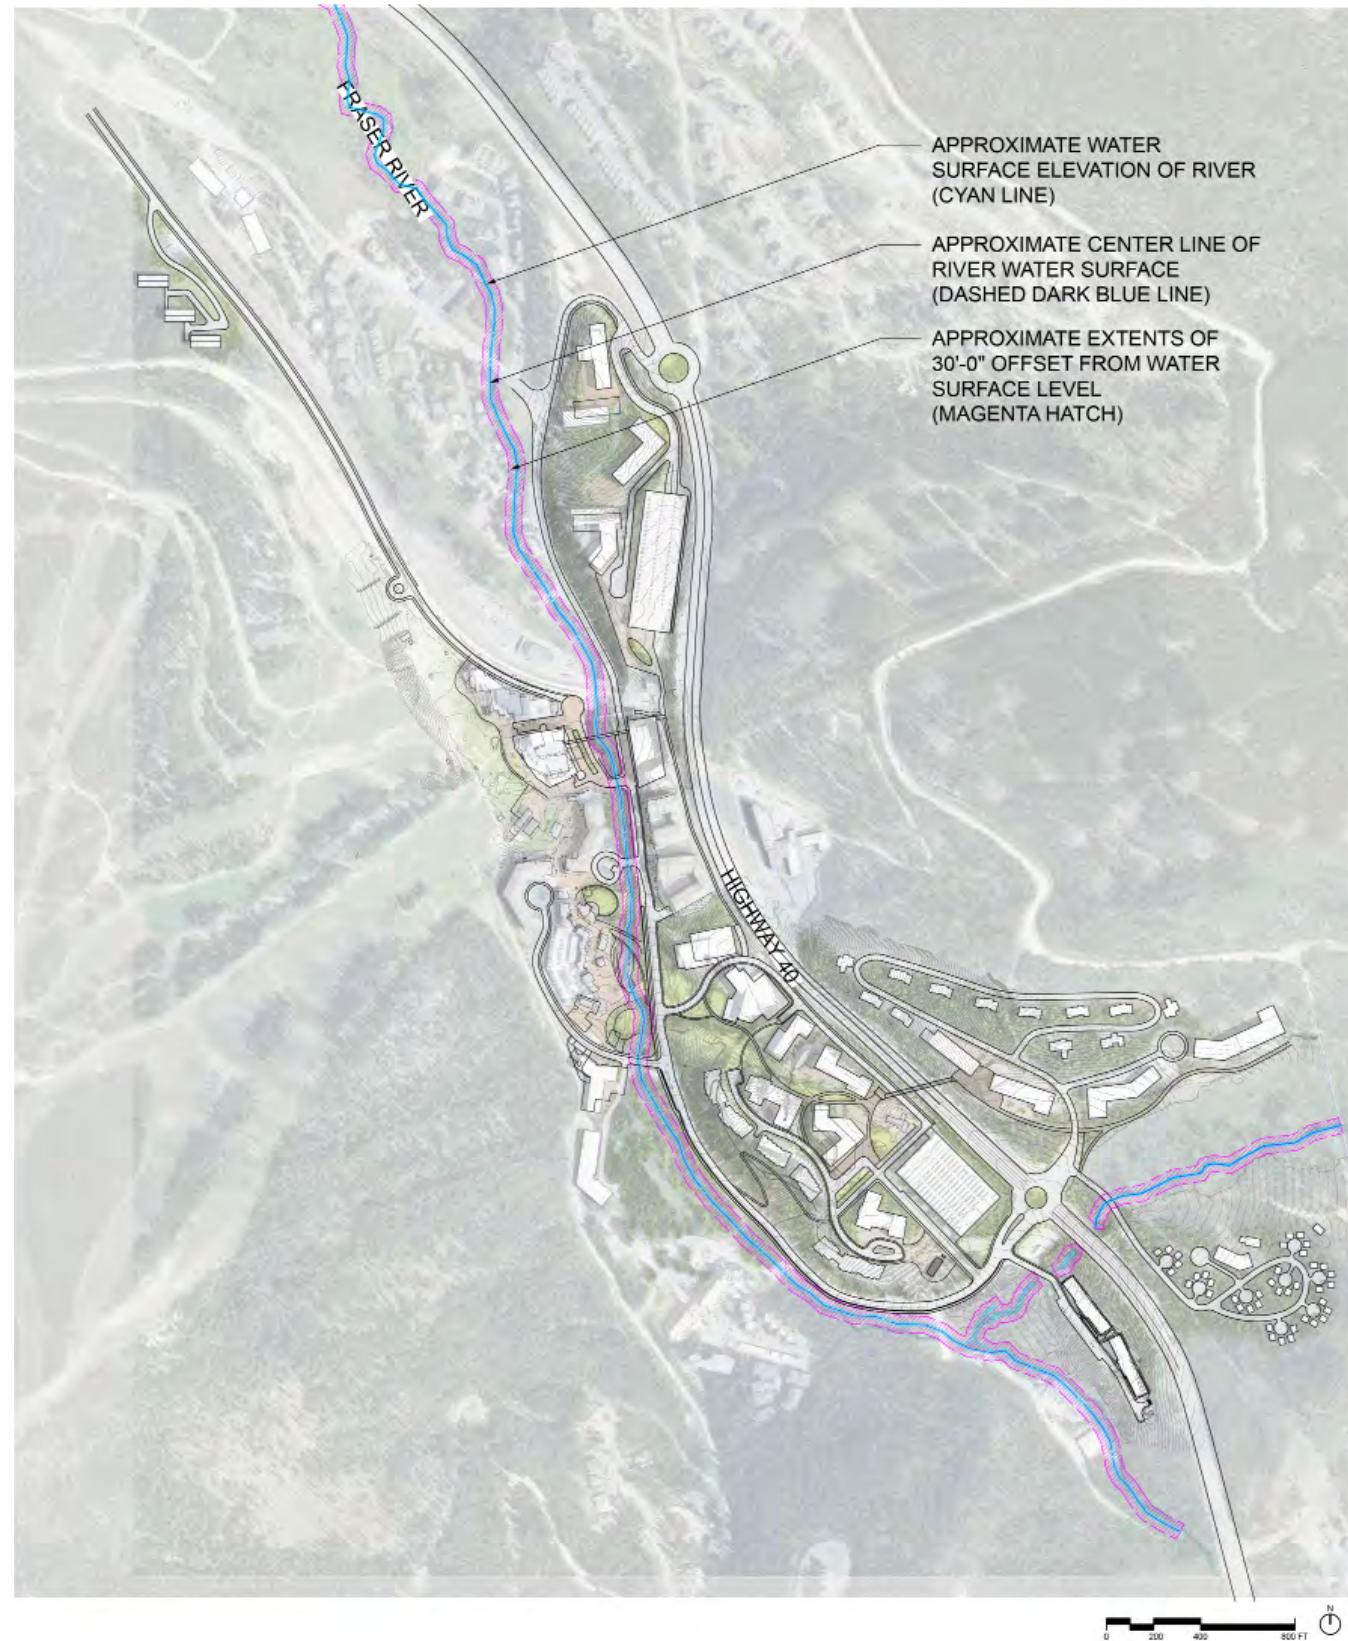 FRASER RIVER
APPROXIMATE WATER
SURFACE ELEVATION OF RIVER
(CYAN LINE)
APPROXIMATE CENTER LINE OF
RIVER WATER SURFACE
(DASHED DARK BLUE LINE)
APPROXIMATE EXTENTS OF
30'-0" OFFSET FROM WATER
SURFACE LEVEL
(MAGENTA HATCH)
HIGHWAY 40
N
0 200 400 800 FT